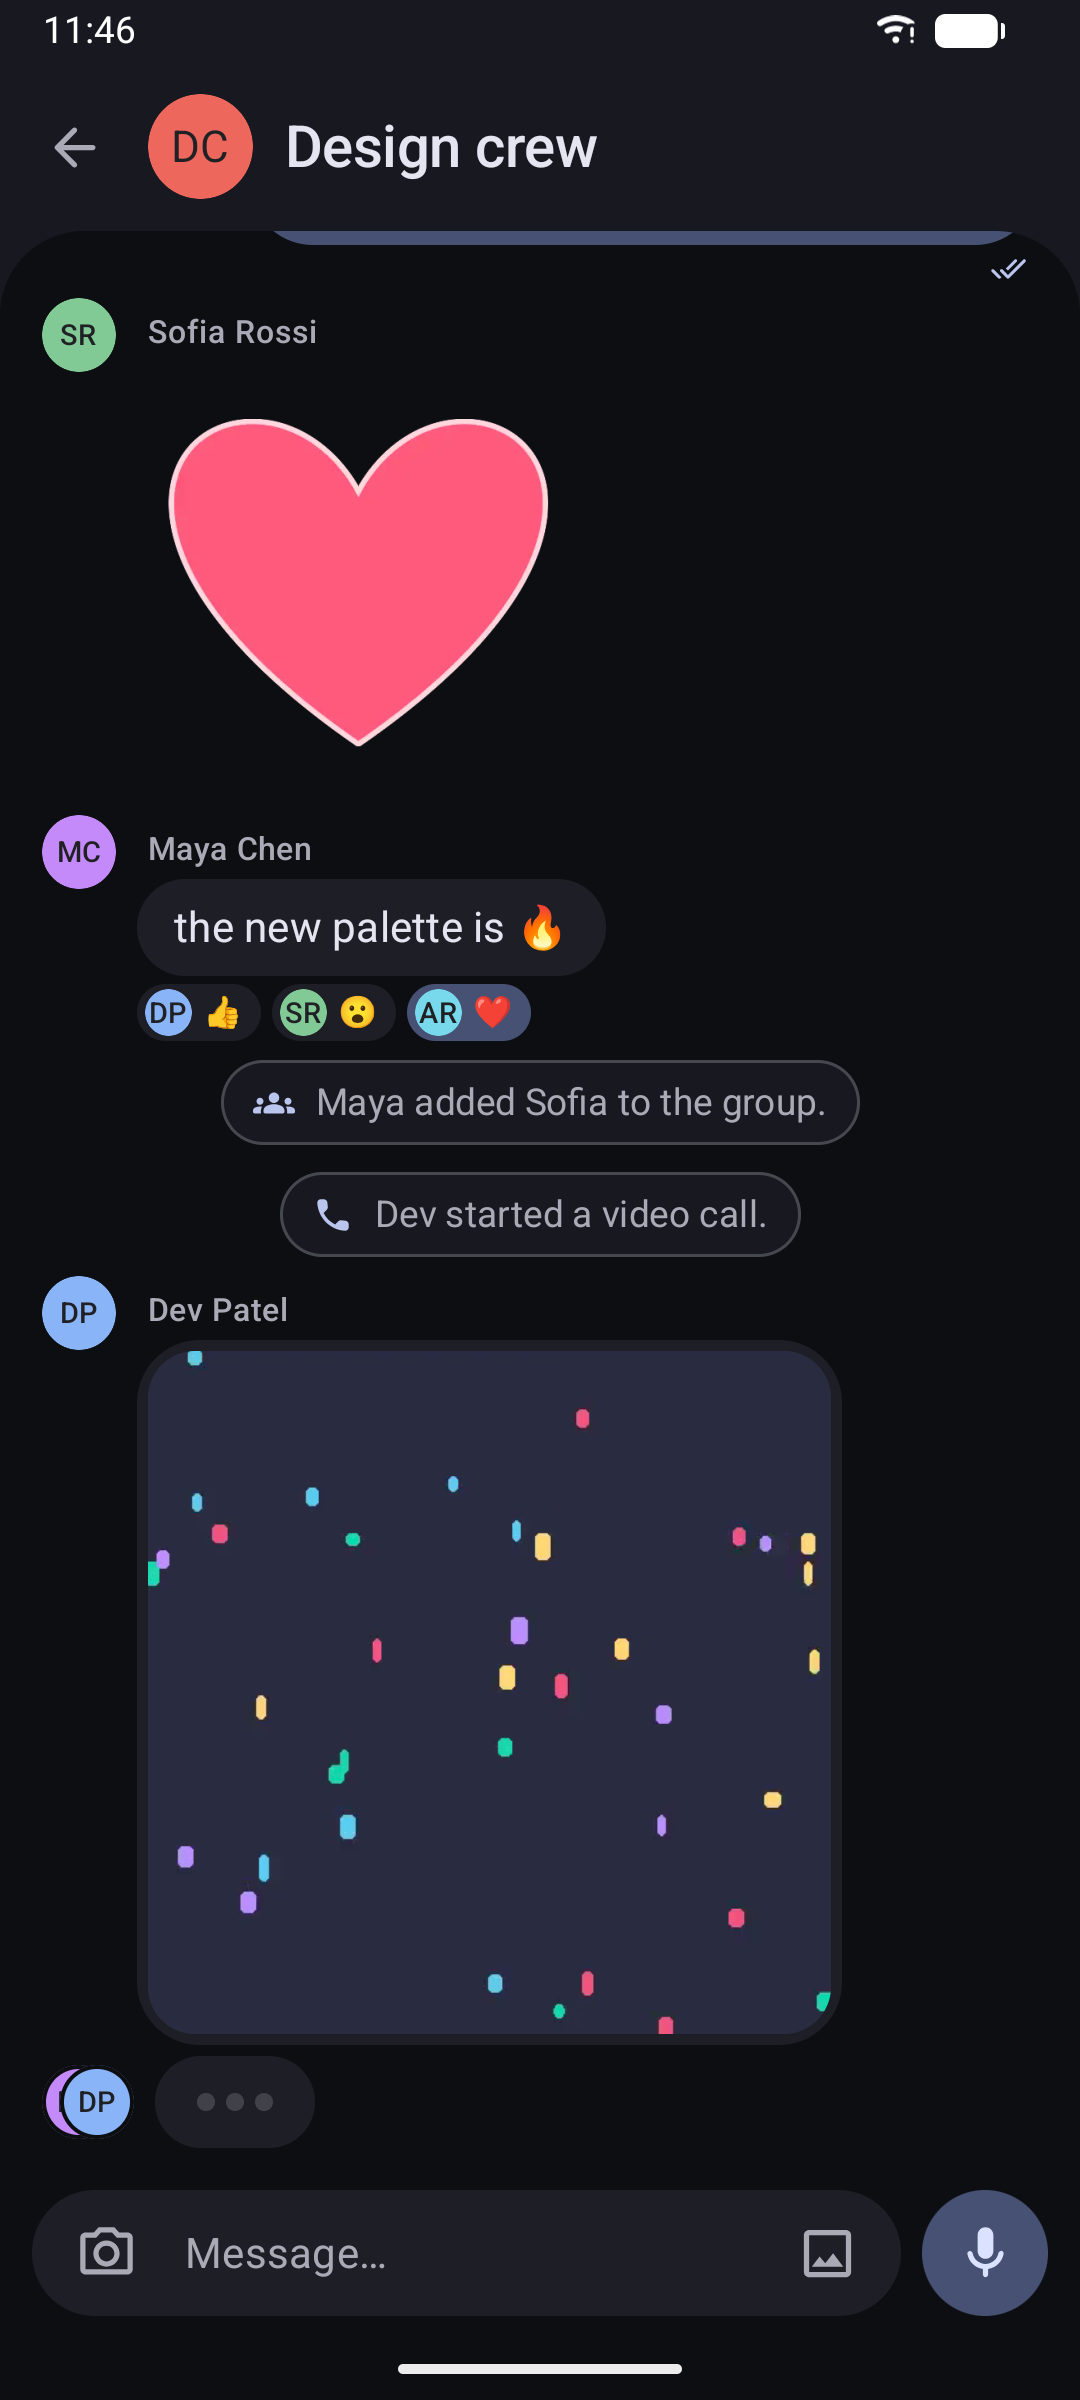 11:46
DC Design crew
SR Sofia Rossi
MC Maya Chen
the new palette is 🔥
DP 👍 SR 😮 AR ❤️
Maya added Sofia to the group.
Dev started a video call.
DP Dev Patel
DP
Message…